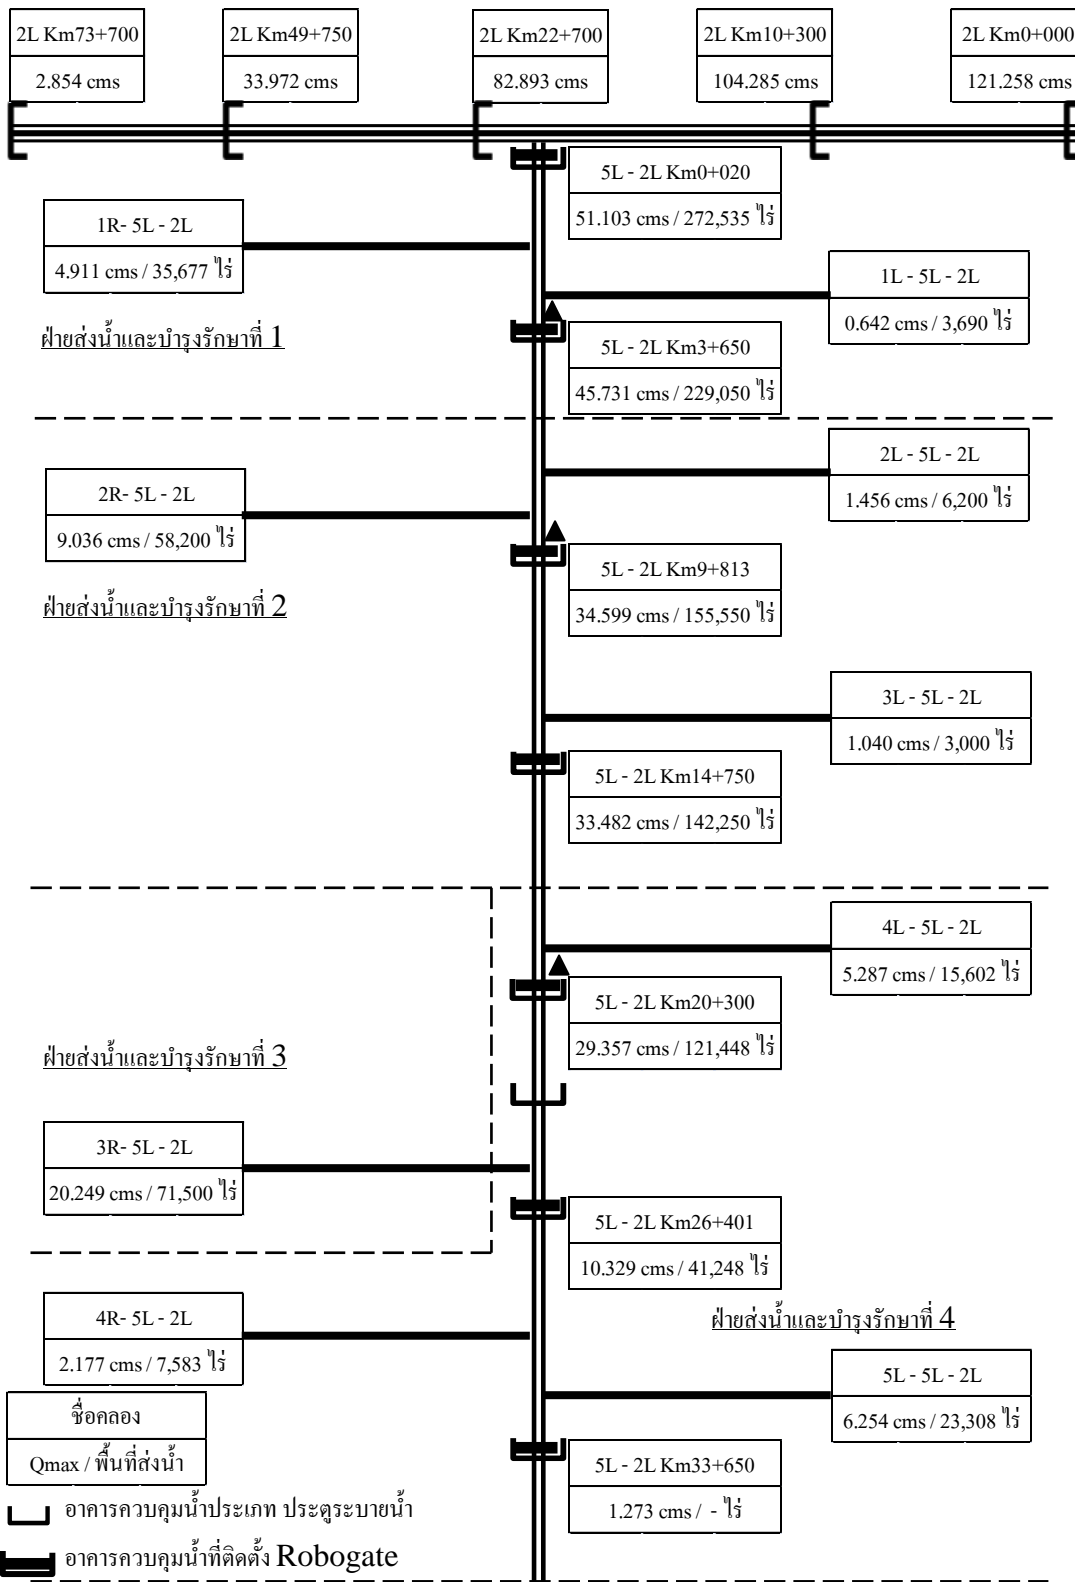 2L Km73+700
2.854 cms
2L Km49+750
33.972 cms
2L Km22+700
82.893 cms
2L Km10+300
104.285 cms
2L Km0+000
121.258 cms
5L - 2L Km0+020
51.103 cms / 272,535 ไร่
1R- 5L - 2L
4.911 cms / 35,677 ไร่
1L - 5L - 2L
0.642 cms / 3,690 ไร่
ฝ่ายส่งน้ำและบำรุงรักษาที่ 1
5L - 2L Km3+650
45.731 cms / 229,050 ไร่
2L - 5L - 2L
1.456 cms / 6,200 ไร่
2R- 5L - 2L
9.036 cms / 58,200 ไร่
5L - 2L Km9+813
34.599 cms / 155,550 ไร่
ฝ่ายส่งน้ำและบำรุงรักษาที่ 2
3L - 5L - 2L
1.040 cms / 3,000 ไร่
5L - 2L Km14+750
33.482 cms / 142,250 ไร่
4L - 5L - 2L
5.287 cms / 15,602 ไร่
5L - 2L Km20+300
29.357 cms / 121,448 ไร่
ฝ่ายส่งน้ำและบำรุงรักษาที่ 3
3R- 5L - 2L
20.249 cms / 71,500 ไร่
5L - 2L Km26+401
10.329 cms / 41,248 ไร่
4R- 5L - 2L
2.177 cms / 7,583 ไร่
ฝ่ายส่งน้ำและบำรุงรักษาที่ 4
5L - 5L - 2L
6.254 cms / 23,308 ไร่
ชื่อคลอง
Qmax / พื้นที่ส่งน้ำ
5L - 2L Km33+650
1.273 cms / - ไร่
อาคารควบคุมน้ำประเภท ประตูระบายน้ำ
อาคารควบคุมน้ำที่ติดตั้ง Robogate